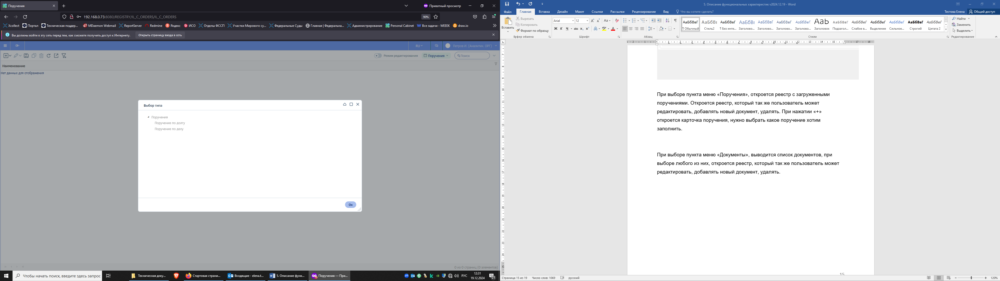 Поручения
Приватный просмотр
192.168.0.73:8080/REGISTRY/IL_C_ORDERS/IL_C_ORDERS
90%
Xcollect Портал Техническая поддер... MDaemon Webmail ReportServer Redmine Яндекс ИСО Отделы ФССП Участки Мирового су... Федеральные Суды Главная | Федеральна... Администрирование Personal Cabinet Все задачи - WEEEK draw.io
Вы должны войти в эту сеть перед тем, как сможете получить доступ к Интернету. Открыть страницу входа в сеть
RU Петров И. (Аналитик. ОРГ)
Режим редактирования Поручения Поиск
Наименование
Нет данных для отображения
Выбор типа
Поручения
Поручение по долгу
Поручение по делу
Ок
0 из 0 страниц (0 элементов)
Чтобы начать поиск, введите здесь запрос
Техническая доку... Стартовая страни... Входящие - elena.t... 5. Описание функ... Поручения — При...
РУС
12:31
19.12.2024
21
5. Описание функциональных характеристик v2024.12.19 - Word
Файл Главная Вставка Дизайн Макет Ссылки Рассылки Рецензирование Вид Что вы хотите сделать? Тестова Елена Общий доступ
Вставить
Вырезать
Копировать
Формат по образцу
Буфер обмена
Arial 12
Ж К Ч abc x₂ x²
Шрифт
Абзац
АаБбВвГ АаБбВв АаБбВвГ АаБбВв АаБбВвГ АаБбВвГ АаБбВвГ АаБ АаБбВвГ АаБбВвГ АаБбВвГ АаБбВвГ АаБбВвГ АаБбВвГ
¶ Обычный Стиль2 ¶ Без инте... Заголово... Заголово... Заголово... Заголово... Заголовок Подзагол... Слабое в... Выделение Сильное... Строгий Цитата 2
Стили
Найти
Заменить
Выделить
Редактирование
При выборе пункта меню «Поручения», откроется реестр с загруженными
поручениями. Откроется реестр, который так же пользователь может
редактировать, добавлять новый документ, удалять. При нажатии «+»
откроется карточка поручения, нужно выбрать какое поручение хотим
заполнить.
При выборе пункта меню «Документы», выводится список документов, при
выборе любого из них, откроется реестр, который так же пользователь может
редактировать, добавлять новый документ, удалять.
15
Страница 15 из 19 Число слов: 1069 русский
120%